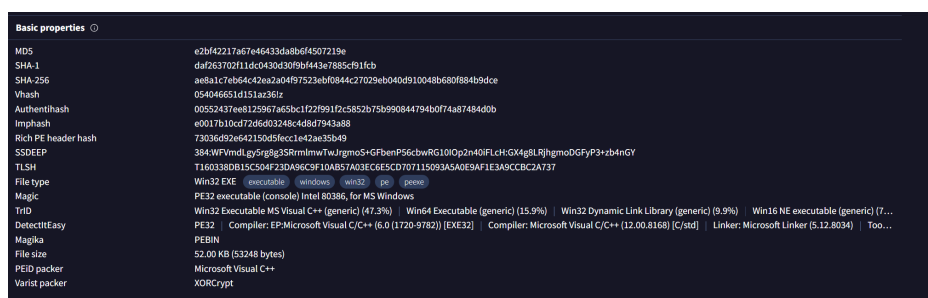 Basic properties
MD5 e2bf42217a67e46433da8b6f4507219e
SHA-1 daf263702f11dc0430d30f9bf443e7885cf91fcb
SHA-256 ae8a1c7eb64c42ea2a04f97523ebf0844c27029eb040d910048b680f884b9dce
Vhash 054046651d151az36!z
Authentihash 00552437ee8125967a65bc1f22f991f2c5852b75b990844794b0f74a87484d0b
Imphash e0017b10cd72d6d03248c4d8d7943a88
Rich PE header hash 73036d92e642150d5fecc1e42ae35b49
SSDEEP 384:WFVmdLgy5rg8g3SRrmImwTwJrgmoS+GFbenP56cbwRG10IOp2n40iFLcH:GX4g8LRjhgmoDGFyP3+zb4nGY
TLSH T160338DB15C504F23DA96C9F10AB57A03EC6E5CD707115093A5A0E9AF1E3A9CCBC2A737
File type Win32 EXE executable windows win32 pe peexe
Magic PE32 executable (console) Intel 80386, for MS Windows
TrID Win32 Executable MS Visual C++ (generic) (47.3%) | Win64 Executable (generic) (15.9%) | Win32 Dynamic Link Library (generic) (9.9%) | Win16 NE executable (generic) (7…
DetectItEasy PE32 | Compiler: EP:Microsoft Visual C/C++ (6.0 (1720-9782)) [EXE32] | Compiler: Microsoft Visual C/C++ (12.00.8168) [C/std] | Linker: Microsoft Linker (5.12.8034) | Too…
Magika PEBIN
File size 52.00 KB (53248 bytes)
PEiD packer Microsoft Visual C++
Varist packer XORCrypt